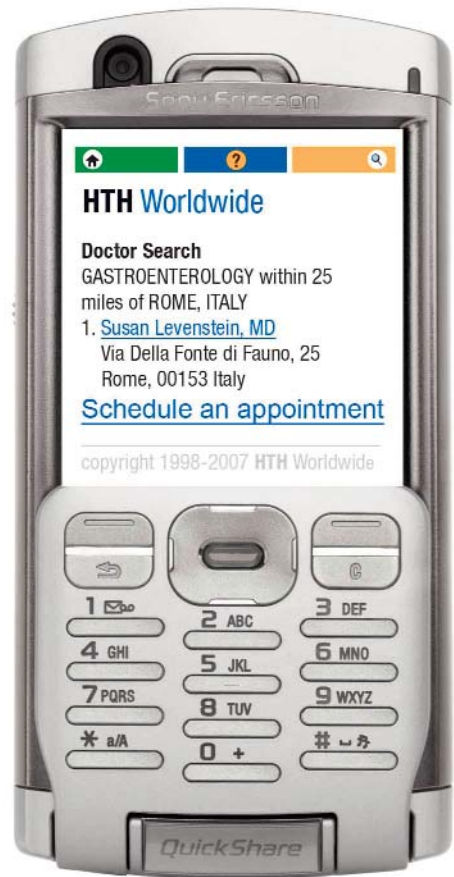 Sony Ericsson
?
HTH Worldwide
Doctor Search
GASTROENTEROLOGY within 25
miles of ROME, ITALY
1. Susan Levenstein, MD
Via Della Fonte di Fauno, 25
Rome, 00153 Italy
Schedule an appointment
copyright 1998-2007 HTH Worldwide
C
1
2 ABC
3 DEF
4 GHI
5 JKL
6 MNO
7 PQRS
8 TUV
9 WXYZ
* a/A
0 +
#
QuickShare